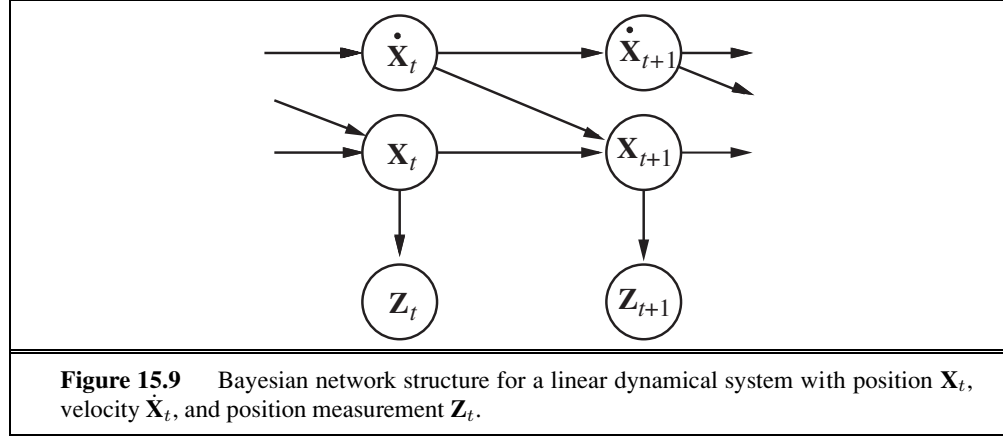 Ẋₜ Ẋₜ₊₁
Xₜ Xₜ₊₁
Zₜ Zₜ₊₁
Figure 15.9 Bayesian network structure for a linear dynamical system with position Xₜ,
velocity Ẋₜ, and position measurement Zₜ.